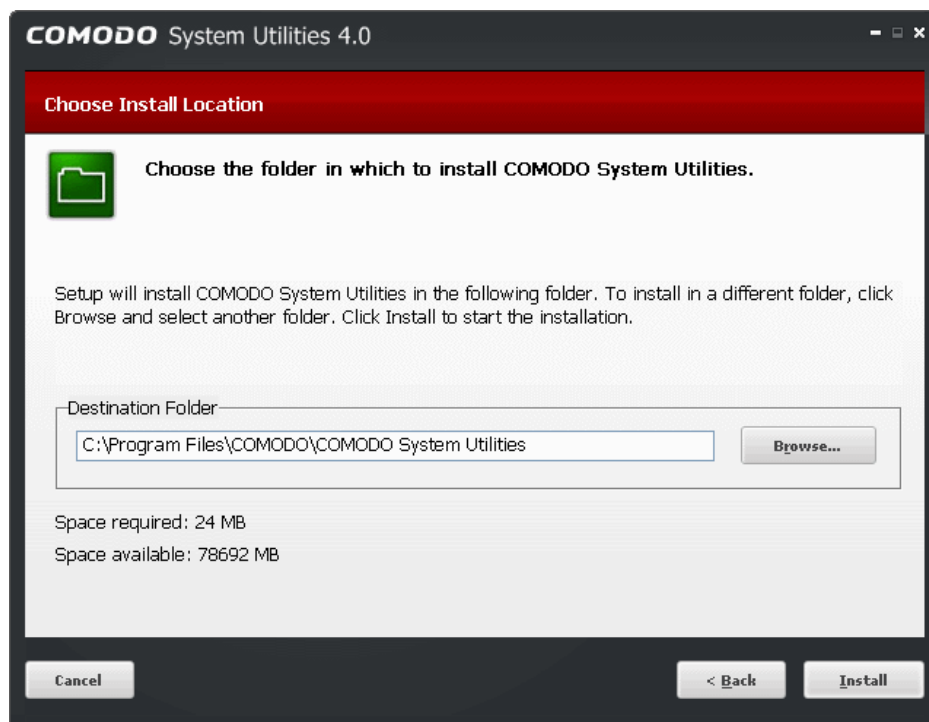 COMODO System Utilities 4.0
Choose Install Location
Choose the folder in which to install COMODO System Utilities.
Setup will install COMODO System Utilities in the following folder. To install in a different folder, click
Browse and select another folder. Click Install to start the installation.
Destination Folder
C:\Program Files\COMODO\COMODO System Utilities
Browse...
Space required: 24 MB
Space available: 78692 MB
Cancel
< Back
Install